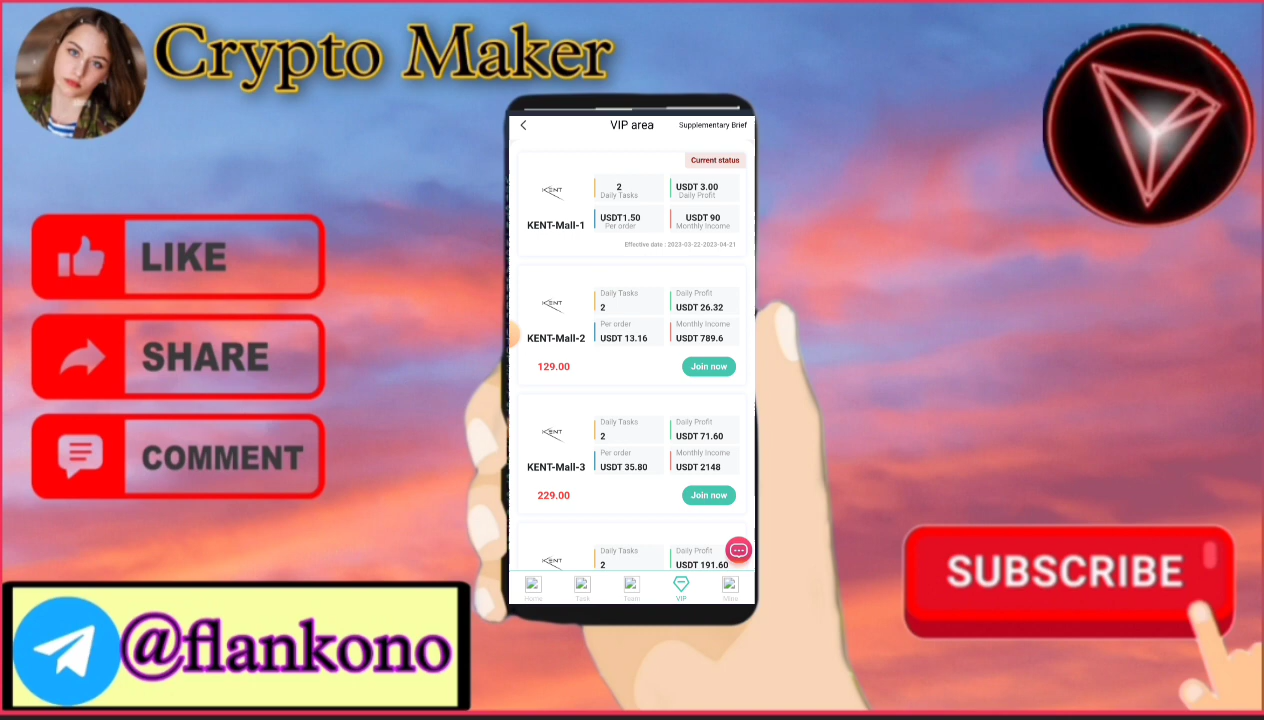 Crypto Maker
LIKE
SHARE
COMMENT
@flankono
SUBSCRIBE
VIP area
Supplementary Brief
Current status
KENT
KENT-Mall-1
2
Daily Tasks
USDT 3.00
Daily Profit
USDT1.50
Per order
USDT 90
Monthly Income
Effective date : 2023-03-22-2023-04-21
KENT
KENT-Mall-2
Daily Tasks
2
Daily Profit
USDT 26.32
Per order
USDT 13.16
Monthly Income
USDT 789.6
129.00
Join now
KENT
KENT-Mall-3
Daily Tasks
2
Daily Profit
USDT 71.60
Per order
USDT 35.80
Monthly Income
USDT 2148
229.00
Join now
KENT
Daily Tasks
2
Daily Profit
USDT 191.60
Home
Task
Team
VIP
Mine